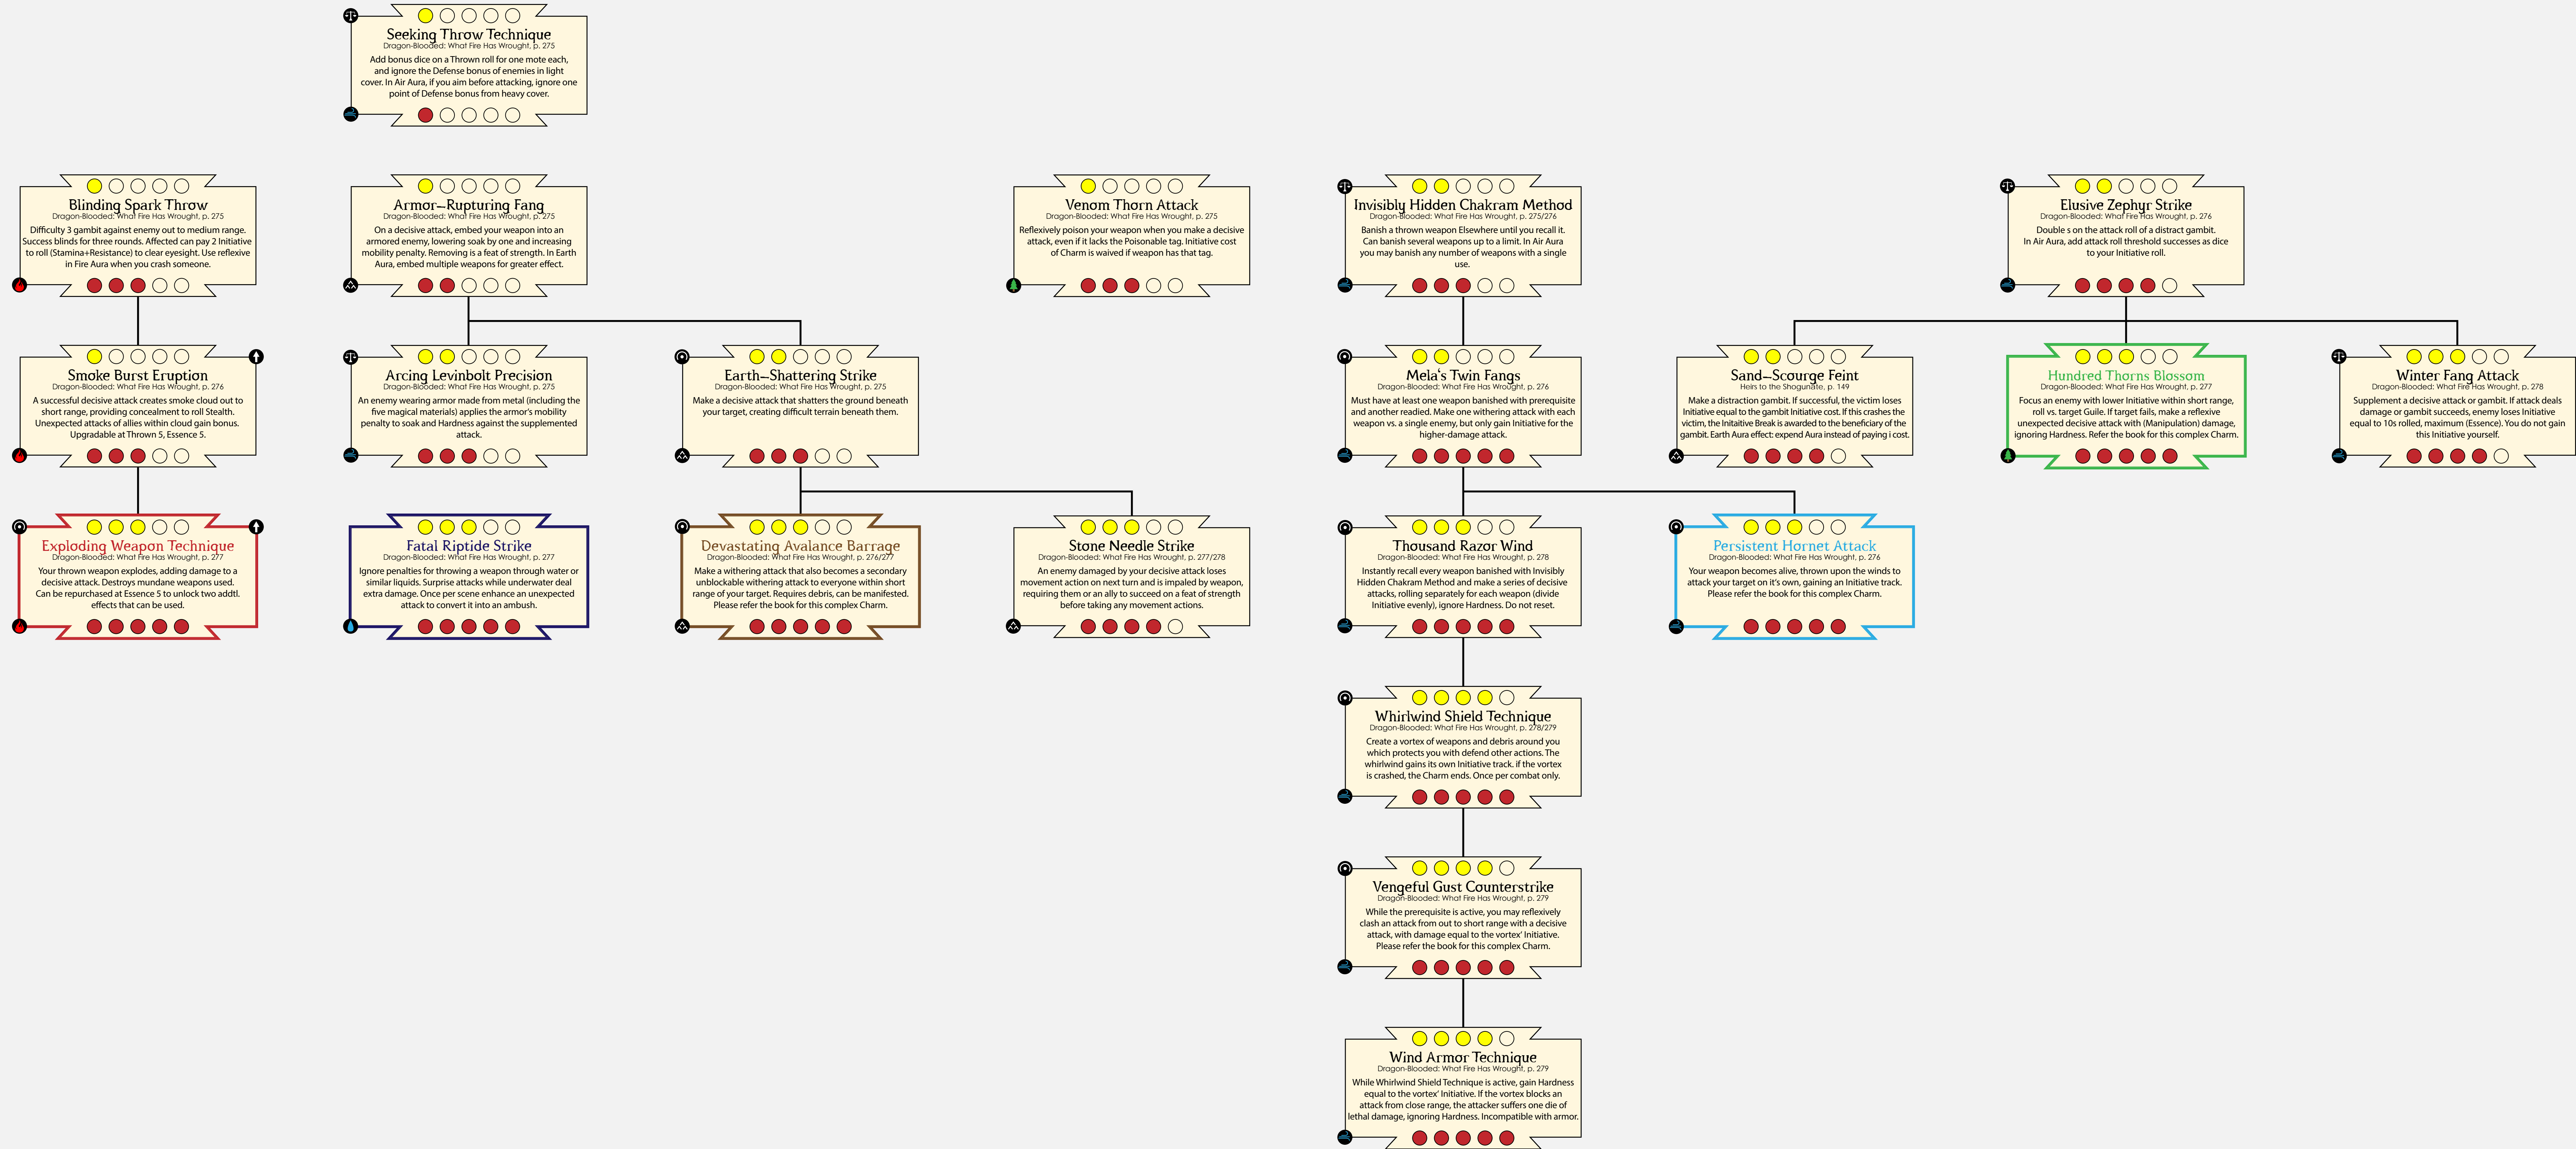 Seeking Throw Technique
Dragon-Blooded: What Fire Has Wrought, p. 275
Add bonus dice on a Thrown roll for one mote each,
and ignore the Defense bonus of enemies in light
cover. In Air Aura, if you aim before attacking, ignore one
point of Defense bonus from heavy cover.
Blinding Spark Throw
Dragon-Blooded: What Fire Has Wrought, p. 275
Difficulty 3 gambit against enemy out to medium range.
Success blinds for three rounds. Affected can pay 2 Initiative
to roll (Stamina+Resistance) to clear eyesight. Use reflexive
in Fire Aura when you crash someone.
Armor-Rupturing Fang
Dragon-Blooded: What Fire Has Wrought, p. 275
On a decisive attack, embed your weapon into an
armored enemy, lowering soak by one and increasing
mobility penalty. Removing is a feat of strength. In Earth
Aura, embed multiple weapons for greater effect.
Venom Thorn Attack
Dragon-Blooded: What Fire Has Wrought, p. 275
Reflexively poison your weapon when you make a decisive
attack, even if it lacks the Poisonable tag. Initiative cost
of Charm is waived if weapon has that tag.
Invisibly Hidden Chakram Method
Dragon-Blooded: What Fire Has Wrought, p. 275/276
Banish a thrown weapon Elsewhere until you recall it.
Can banish several weapons up to a limit. In Air Aura
you may banish any number of weapons with a single
use.
Elusive Zephyr Strike
Dragon-Blooded: What Fire Has Wrought, p. 276
Double s on the attack roll of a distract gambit.
In Air Aura, add attack roll threshold successes as dice
to your Initiative roll.
Smoke Burst Eruption
Dragon-Blooded: What Fire Has Wrought, p. 276
A successful decisive attack creates smoke cloud out to
short range, providing concealment to roll Stealth.
Unexpected attacks of allies within cloud gain bonus.
Upgradable at Thrown 5, Essence 5.
Arcing Levinbolt Precision
Dragon-Blooded: What Fire Has Wrought, p. 275
An enemy wearing armor made from metal (including the
five magical materials) applies the armor's mobility
penalty to soak and Hardness against the supplemented
attack.
Earth-Shattering Strike
Dragon-Blooded: What Fire Has Wrought, p. 275
Make a decisive attack that shatters the ground beneath
your target, creating difficult terrain beneath them.
Mela's Twin Fangs
Dragon-Blooded: What Fire Has Wrought, p. 276
Must have at least one weapon banished with prerequisite
and another readied. Make one withering attack with each
weapon vs. a single enemy, but only gain Initiative for the
higher-damage attack.
Sand-Scourge Feint
Heirs to the Shogunate, p. 149
Make a distraction gambit. If successful, the victim loses
Initiative equal to the gambit Initiative cost. If this crashes the
victim, the Initaitive Break is awarded to the beneficiary of the
gambit. Earth Aura effect: expend Aura instead of paying i cost.
Hundred Thorns Blossom
Dragon-Blooded: What Fire Has Wrought, p. 277
Focus an enemy with lower Initiative within short range,
roll vs. target Guile. If target fails, make a reflexive
unexpected decisive attack with (Manipulation) damage,
ignoring Hardness. Refer the book for this complex Charm.
Winter Fang Attack
Dragon-Blooded: What Fire Has Wrought, p. 278
Supplement a decisive attack or gambit. If attack deals
damage or gambit succeeds, enemy loses Initiative
equal to 10s rolled, maximum (Essence). You do not gain
this Initiative yourself.
Exploding Weapon Technique
Dragon-Blooded: What Fire Has Wrought, p. 277
Your thrown weapon explodes, adding damage to a
decisive attack. Destroys mundane weapons used.
Can be repurchased at Essence 5 to unlock two addtl.
effects that can be used.
Fatal Riptide Strike
Dragon-Blooded: What Fire Has Wrought, p. 277
Ignore penalties for throwing a weapon through water or
similar liquids. Surprise attacks while underwater deal
extra damage. Once per scene enhance an unexpected
attack to convert it into an ambush.
Devastating Avalance Barrage
Dragon-Blooded: What Fire Has Wrought, p. 276/277
Make a withering attack that also becomes a secondary
unblockable withering attack to everyone within short
range of your target. Requires debris, can be manifested.
Please refer the book for this complex Charm.
Stone Needle Strike
Dragon-Blooded: What Fire Has Wrought, p. 277/278
An enemy damaged by your decisive attack loses
movement action on next turn and is impaled by weapon,
requiring them or an ally to succeed on a feat of strength
before taking any movement actions.
Thousand Razor Wind
Dragon-Blooded: What Fire Has Wrought, p. 278
Instantly recall every weapon banished with Invisibly
Hidden Chakram Method and make a series of decisive
attacks, rolling separately for each weapon (divide
Initiative evenly), ignore Hardness. Do not reset.
Persistent Hornet Attack
Dragon-Blooded: What Fire Has Wrought, p. 276
Your weapon becomes alive, thrown upon the winds to
attack your target on it's own, gaining an Initiative track.
Please refer the book for this complex Charm.
Whirlwind Shield Technique
Dragon-Blooded: What Fire Has Wrought, p. 278/279
Create a vortex of weapons and debris around you
which protects you with defend other actions. The
whirlwind gains its own Initiative track. if the vortex
is crashed, the Charm ends. Once per combat only.
Vengeful Gust Counterstrike
Dragon-Blooded: What Fire Has Wrought, p. 279
While the prerequisite is active, you may reflexively
clash an attack from out to short range with a decisive
attack, with damage equal to the vortex' Initiative.
Please refer the book for this complex Charm.
Wind Armor Technique
Dragon-Blooded: What Fire Has Wrought, p. 279
While Whirlwind Shield Technique is active, gain Hardness
equal to the vortex' Initiative. If the vortex blocks an
attack from close range, the attacker suffers one die of
lethal damage, ignoring Hardness. Incompatible with armor.